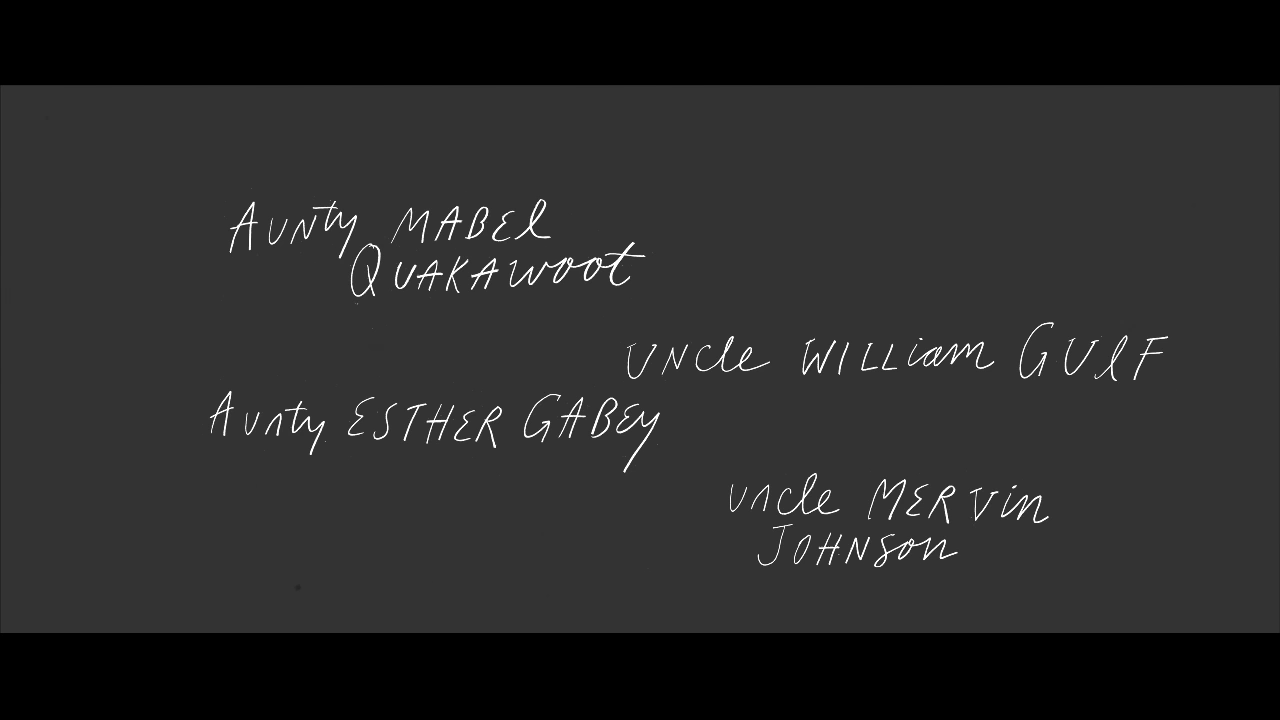 Aunty MABEl
QUAKAwoot
UNcle WILLiam GUlF
Aunty ESTHER GABEy
uncle MERVin
JOHNSon